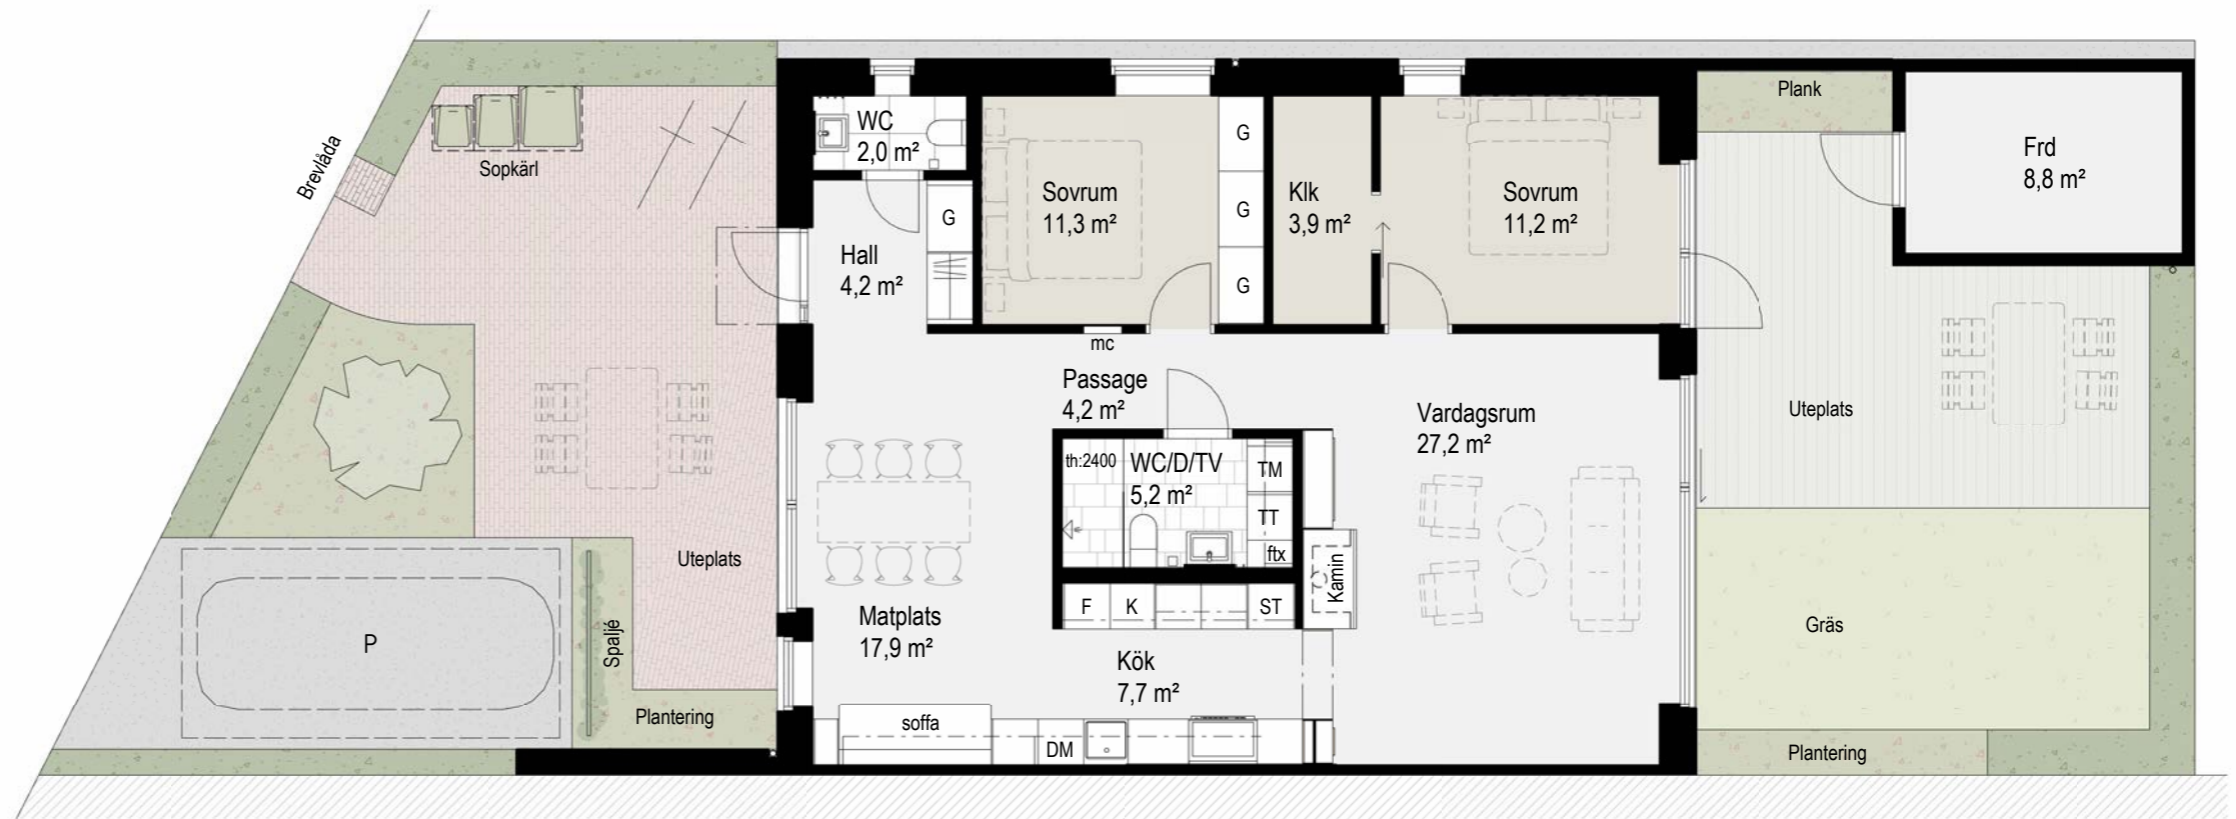 Brevlåda
Sopkärl
Uteplats
P
Spaljé
Plantering
WC
2,0 m²
Hall
4,2 m²
G
Sovrum
11,3 m²
G
G
G
Klk
3,9 m²
Sovrum
11,2 m²
mc
Passage
4,2 m²
th:2400
WC/D/TV
5,2 m²
TM
TT
ftx
Kamin
Vardagsrum
27,2 m²
F
K
ST
Matplats
17,9 m²
Kök
7,7 m²
soffa
DM
Plank
Frd
8,8 m²
Uteplats
Gräs
Plantering